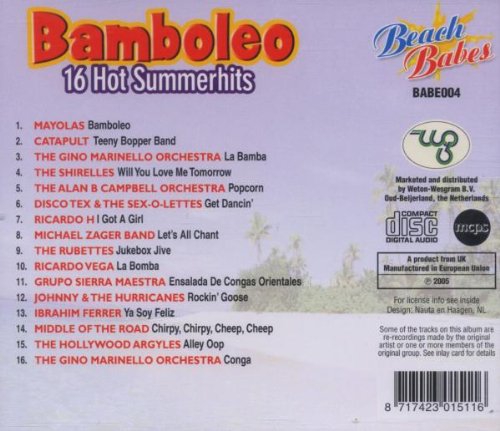 Bamboleo
16 Hot Summerhits
Beach
Babes
BABE004
1. MAYOLAS Bamboleo
2. CATAPULT Teeny Bopper Band
3. THE GINO MARINELLO ORCHESTRA La Bamba
4. THE SHIRELLES Will You Love Me Tomorrow
5. THE ALAN B CAMPBELL ORCHESTRA Popcorn
6. DISCO TEX & THE SEX-O-LETTES Get Dancin'
7. RICARDO H I Got A Girl
8. MICHAEL ZAGER BAND Let's All Chant
9. THE RUBETTES Jukebox Jive
10. RICARDO VEGA La Bomba
11. GRUPO SIERRA MAESTRA Ensalada De Congas Orientales
12. JOHNNY & THE HURRICANES Rockin' Goose
13. IBRAHIM FERRER Ya Soy Feliz
14. MIDDLE OF THE ROAD Chirpy, Chirpy, Cheep, Cheep
15. THE HOLLYWOOD ARGYLES Alley Oop
16. THE GINO MARINELLO ORCHESTRA Conga
Marketed and distributed
by Weton-Wesgram B.V.
Oud-Beijerland, the Netherlands
COMPACT
disc
DIGITAL AUDIO
mcps
A product from UK
Manufactured in European Union
℗ 2005
For license info see inside
Design: Nauta en Haagen, NL
Some of the tracks on this album are
re-recordings made by the original
artist or one or more members of the
original group. See inlay card for details
8 717423 015116